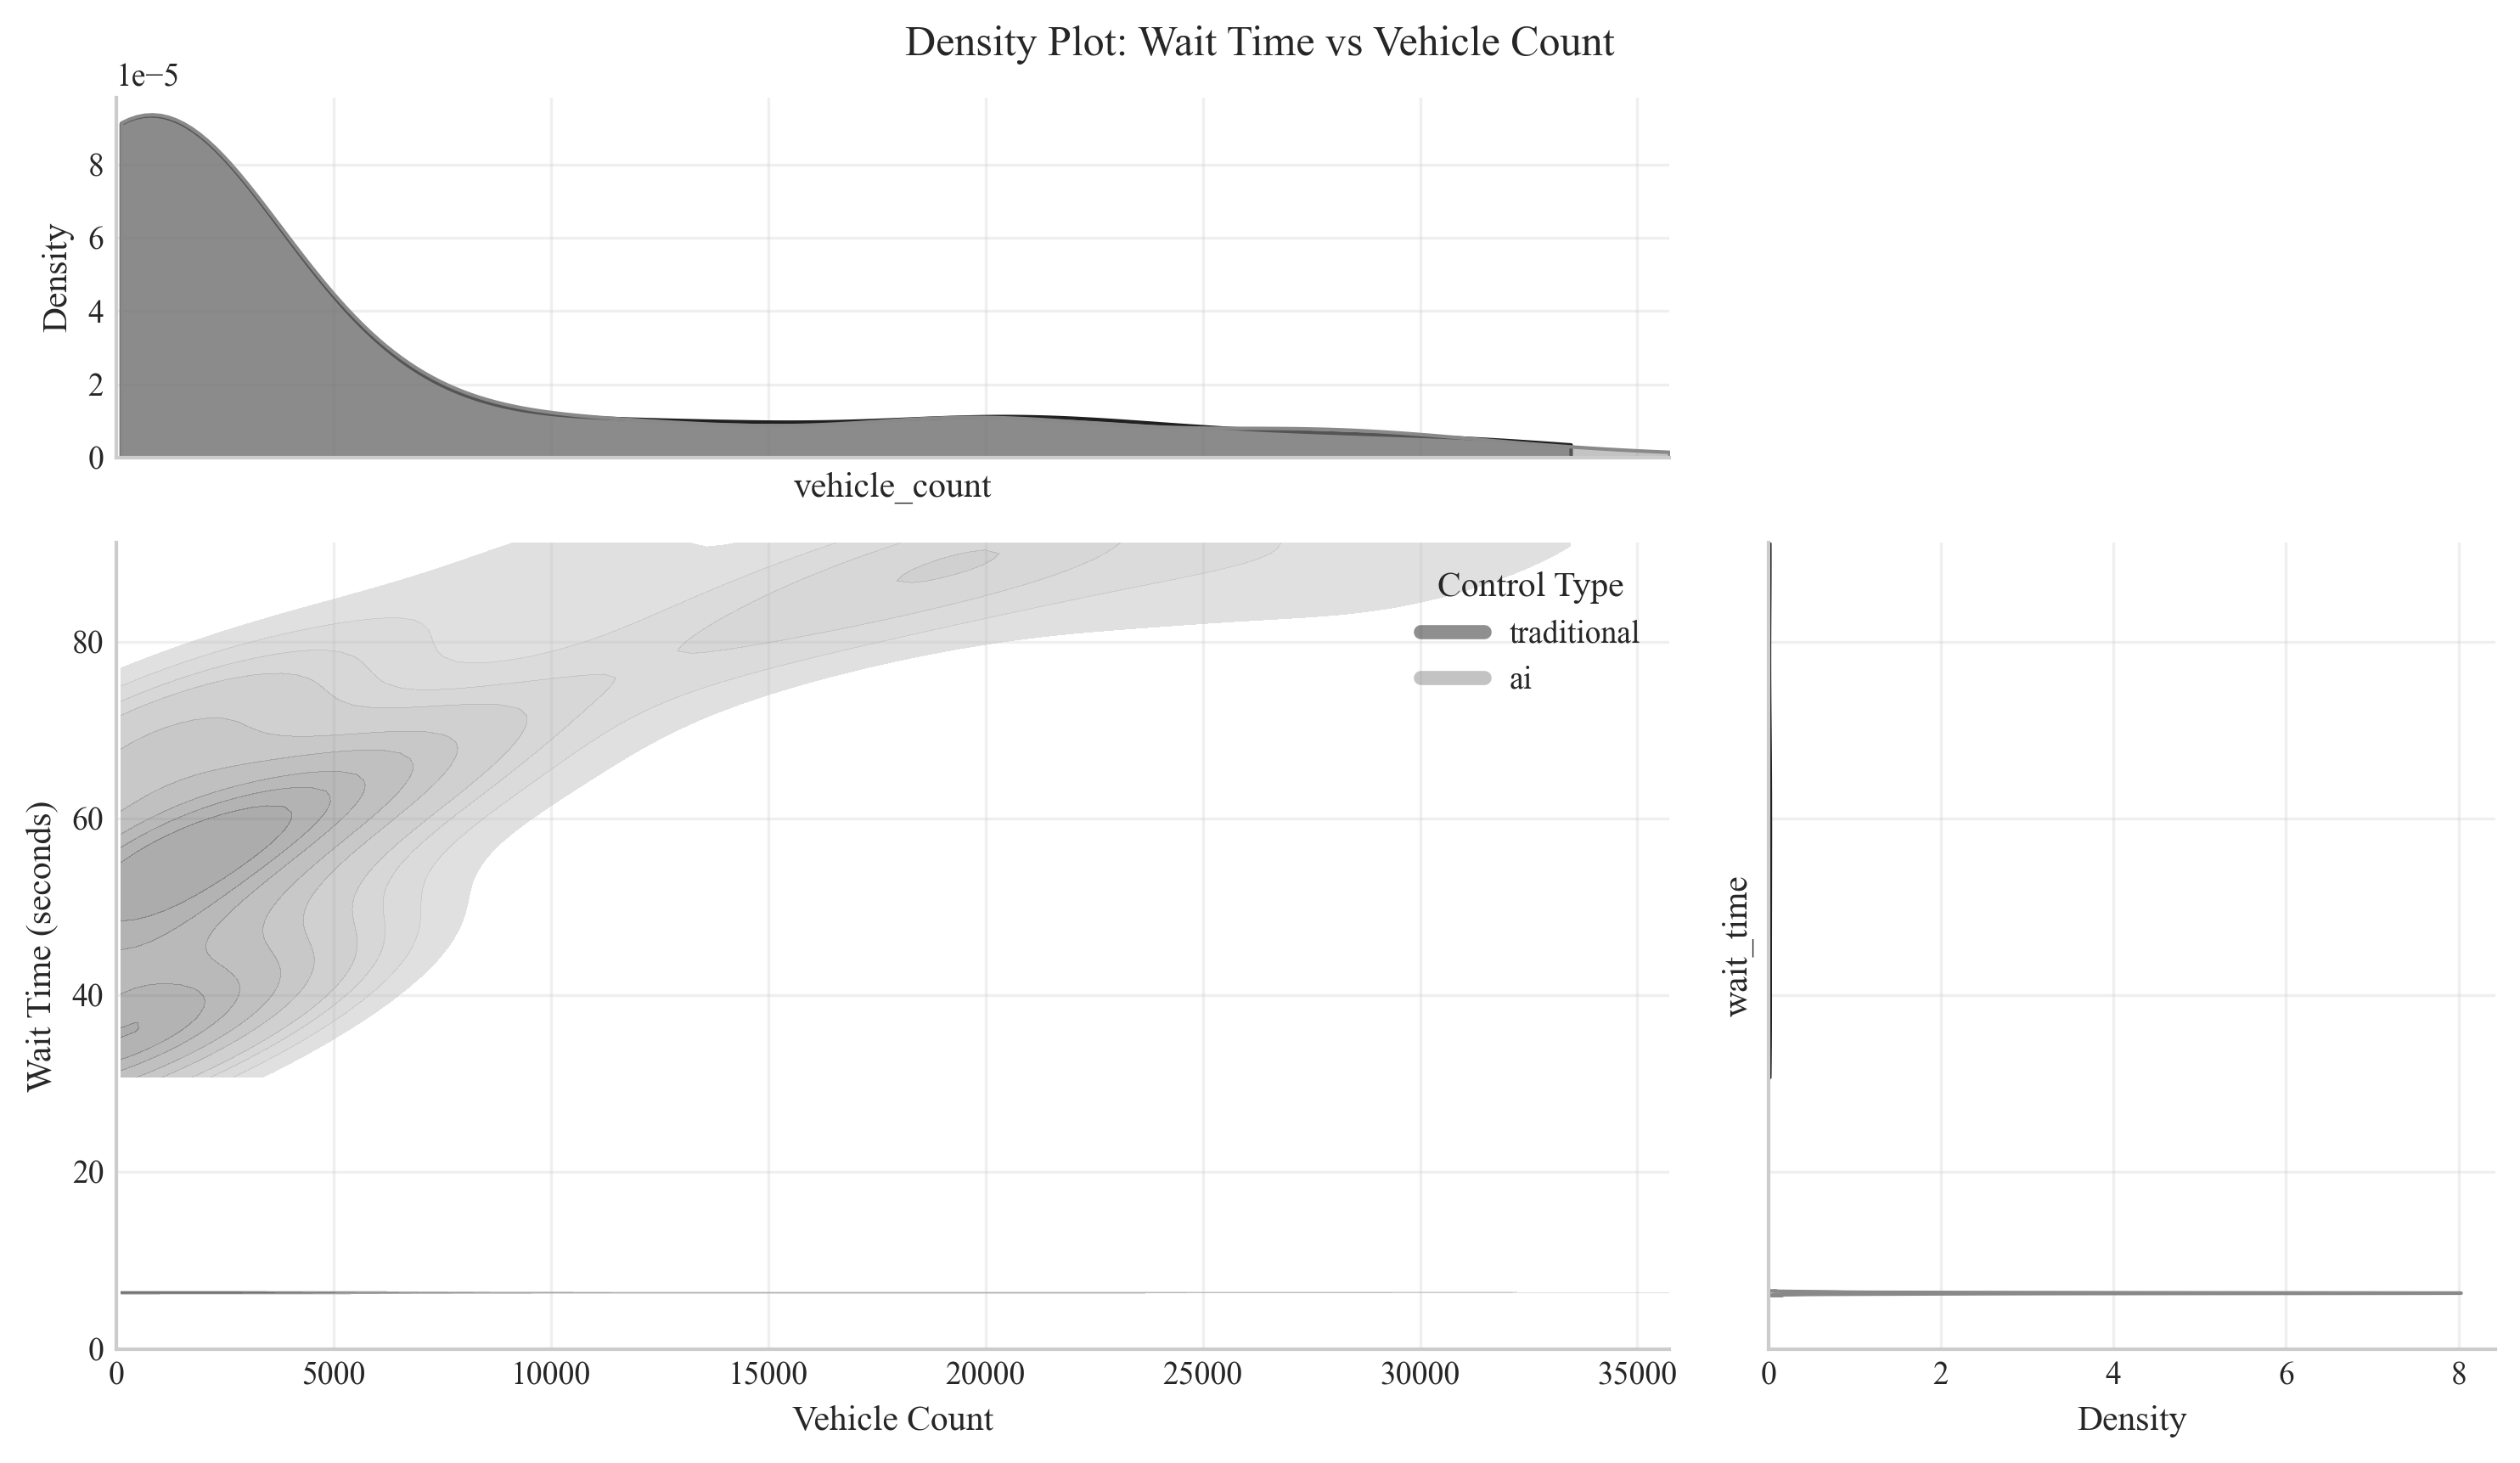 Density Plot: Wait Time vs Vehicle Count
1e−5
8
6
4
2
0
Density
vehicle_count
Control Type
traditional
ai
80
60
40
20
0
Wait Time (seconds)
0 5000 10000 15000 20000 25000 30000 35000
Vehicle Count
wait_time
0 2 4 6 8
Density